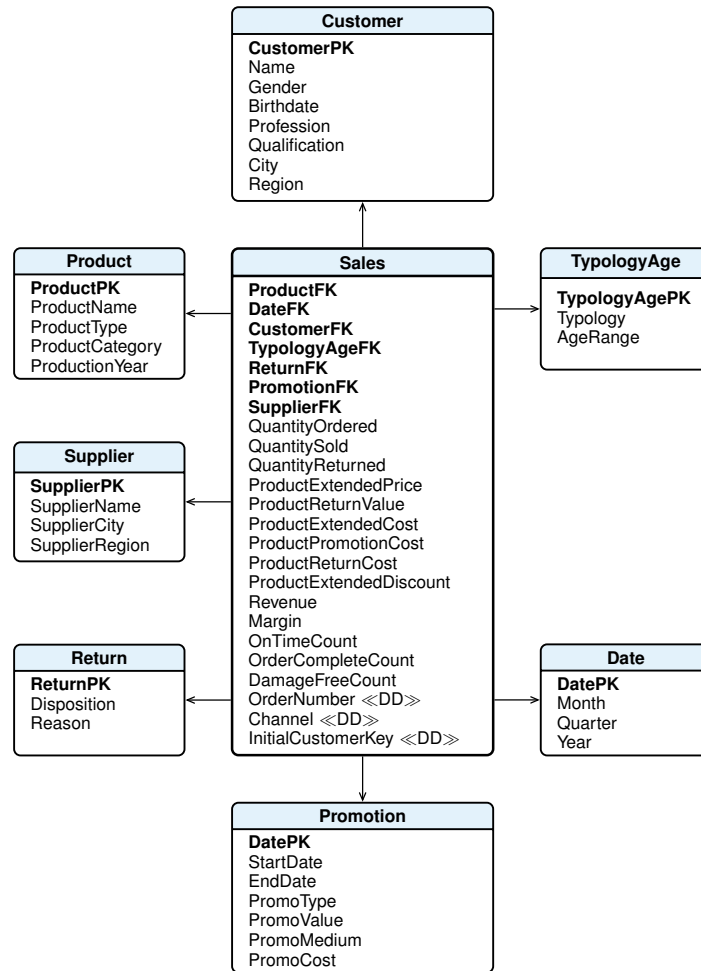 Customer
CustomerPK
Name
Gender
Birthdate
Profession
Qualification
City
Region
Product
ProductPK
ProductName
ProductType
ProductCategory
ProductionYear
Sales
ProductFK
DateFK
CustomerFK
TypologyAgeFK
ReturnFK
PromotionFK
SupplierFK
QuantityOrdered
QuantitySold
QuantityReturned
ProductExtendedPrice
ProductReturnValue
ProductExtendedCost
ProductPromotionCost
ProductReturnCost
ProductExtendedDiscount
Revenue
Margin
OnTimeCount
OrderCompleteCount
DamageFreeCount
OrderNumber ≪DD≫
Channel ≪DD≫
InitialCustomerKey ≪DD≫
TypologyAge
TypologyAgePK
Typology
AgeRange
Supplier
SupplierPK
SupplierName
SupplierCity
SupplierRegion
Return
ReturnPK
Disposition
Reason
Date
DatePK
Month
Quarter
Year
Promotion
DatePK
StartDate
EndDate
PromoType
PromoValue
PromoMedium
PromoCost